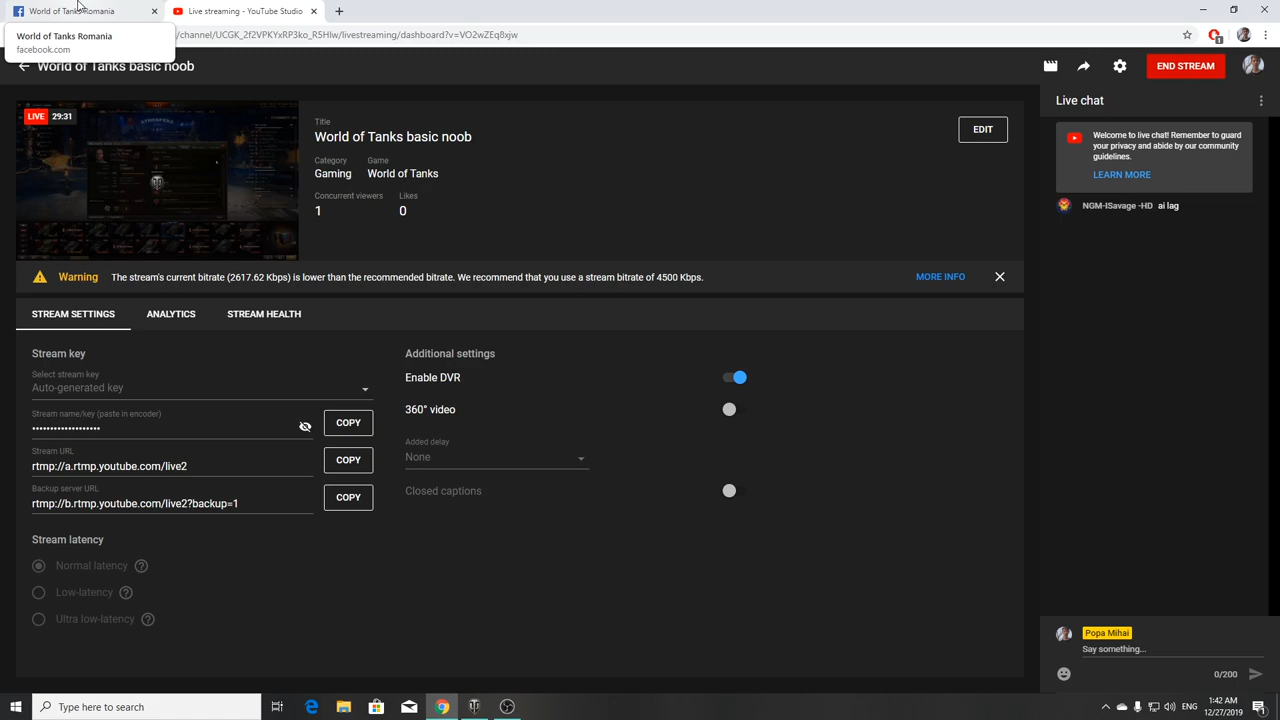 World of Tanks Romania
Live streaming - YouTube Studio
World of Tanks Romania
facebook.com
/channel/UCGK_2f2VPKYxRP3ko_R5HIw/livestreaming/dashboard?v=VO2wZEq8xjw
1
World of Tanks basic noob
END STREAM
LIVE 29:31
Title
World of Tanks basic noob
EDIT
Category Game
Gaming World of Tanks
Concurrent viewers Likes
1 0
Warning The stream's current bitrate (2617.62 Kbps) is lower than the recommended bitrate. We recommend that you use a stream bitrate of 4500 Kbps.
MORE INFO
STREAM SETTINGS ANALYTICS STREAM HEALTH
Stream key
Select stream key
Auto-generated key
Stream name/key (paste in encoder)
••••••••••••••••••
COPY
Stream URL
rtmp://a.rtmp.youtube.com/live2
COPY
Backup server URL
rtmp://b.rtmp.youtube.com/live2?backup=1
COPY
Stream latency
Normal latency
Low-latency
Ultra low-latency
Additional settings
Enable DVR
360° video
Added delay
None
Closed captions
Live chat
Welcome to live chat! Remember to guard
your privacy and abide by our community
guidelines.
LEARN MORE
NGM-ISavage -HD ai lag
Popa Mihai
Say something...
0/200
Type here to search
ENG
1:42 AM
12/27/2019
1